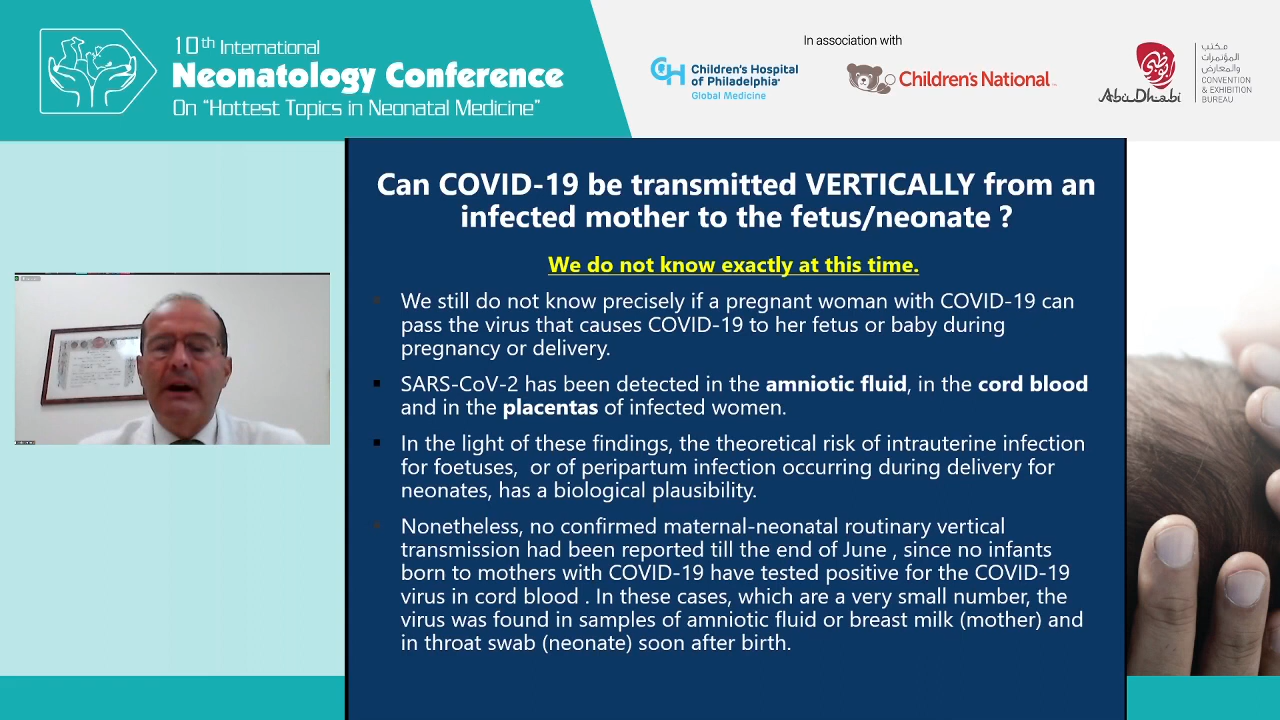 10th International
Neonatology Conference
On "Hottest Topics in Neonatal Medicine"
In association with
Children's Hospital
of Philadelphia
Global Medicine
Children's National
أبوظبي
Abu Dhabi
مكتب
المؤتمرات
والمعارض
CONVENTION
& EXHIBITION
BUREAU
Can COVID-19 be transmitted VERTICALLY from an
infected mother to the fetus/neonate ?
We do not know exactly at this time.
We still do not know precisely if a pregnant woman with COVID-19 can
pass the virus that causes COVID-19 to her fetus or baby during
pregnancy or delivery.
SARS-CoV-2 has been detected in the amniotic fluid, in the cord blood
and in the placentas of infected women.
In the light of these findings, the theoretical risk of intrauterine infection
for foetuses, or of peripartum infection occurring during delivery for
neonates, has a biological plausibility.
Nonetheless, no confirmed maternal-neonatal routinary vertical
transmission had been reported till the end of June , since no infants
born to mothers with COVID-19 have tested positive for the COVID-19
virus in cord blood . In these cases, which are a very small number, the
virus was found in samples of amniotic fluid or breast milk (mother) and
in throat swab (neonate) soon after birth.